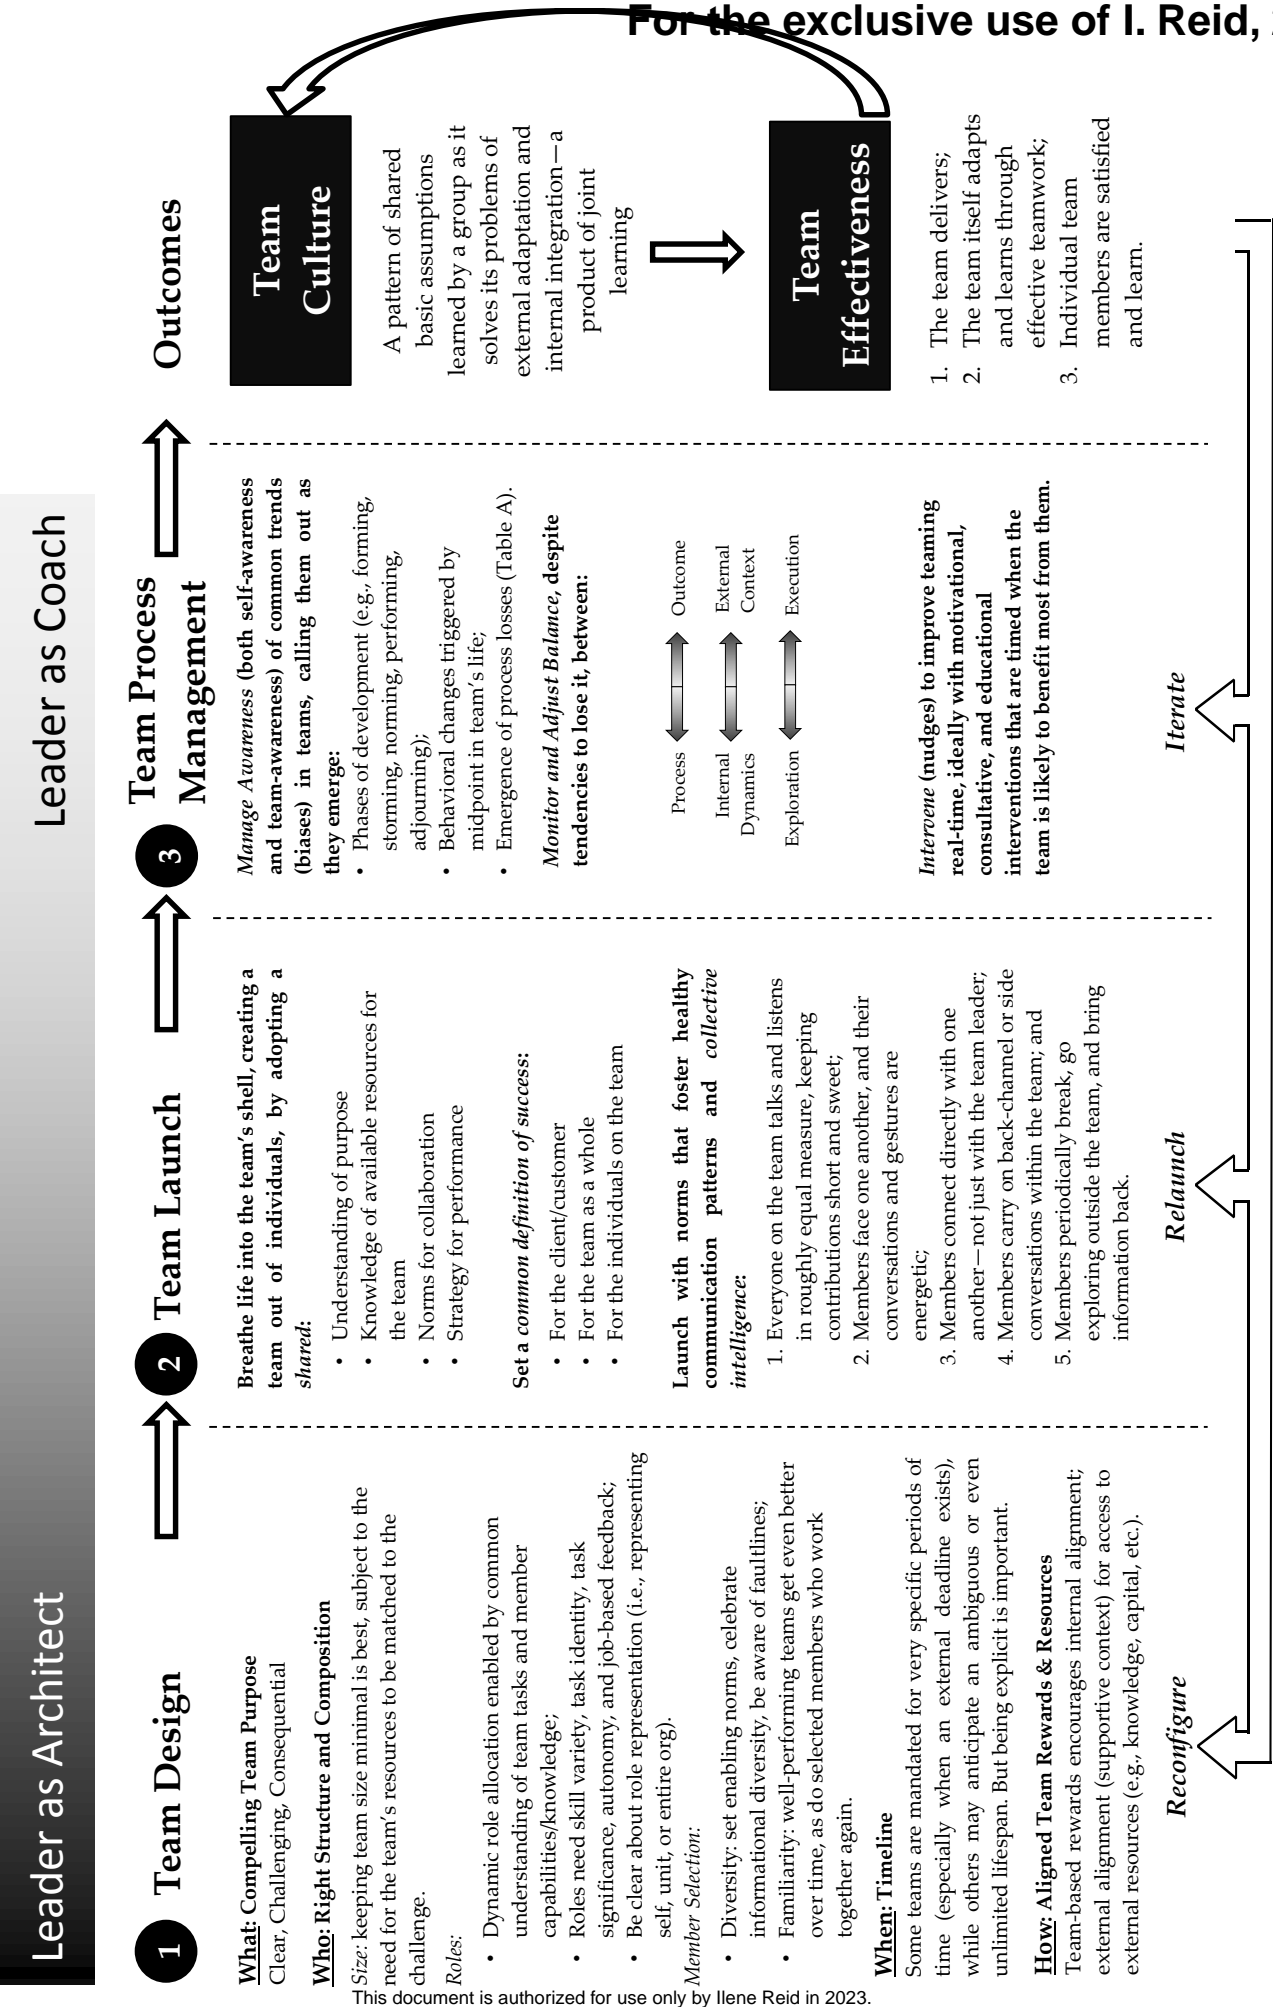 For the exclusive use of I. Reid,
Leader as Architect
Leader as Coach
1
Team Design
What: Compelling Team Purpose
Clear, Challenging, Consequential
Who: Right Structure and Composition
Size: keeping team size minimal is best, subject to the
need for the team's resources to be matched to the
challenge.
Roles:
• Dynamic role allocation enabled by common
understanding of team tasks and member
capabilities/knowledge;
• Roles need skill variety, task identity, task
significance, autonomy, and job-based feedback;
• Be clear about role representation (i.e., representing
self, unit, or entire org).
Member Selection:
• Diversity: set enabling norms, celebrate
informational diversity, be aware of faultlines;
• Familiarity: well-performing teams get even better
over time, as do selected members who work
together again.
When: Timeline
Some teams are mandated for very specific periods of
time (especially when an external deadline exists),
while others may anticipate an ambiguous or even
unlimited lifespan. But being explicit is important.
How: Aligned Team Rewards & Resources
Team-based rewards encourages internal alignment;
external alignment (supportive context) for access to
external resources (e.g., knowledge, capital, etc.).
Reconfigure
2
Team Launch
Breathe life into the team's shell, creating a
team out of individuals, by adopting a
shared:
• Understanding of purpose
• Knowledge of available resources for
the team
• Norms for collaboration
• Strategy for performance
Set a common definition of success:
• For the client/customer
• For the team as a whole
• For the individuals on the team
Launch with norms that foster healthy
communication patterns and collective
intelligence:
1. Everyone on the team talks and listens
in roughly equal measure, keeping
contributions short and sweet;
2. Members face one another, and their
conversations and gestures are
energetic;
3. Members connect directly with one
another—not just with the team leader;
4. Members carry on back-channel or side
conversations within the team; and
5. Members periodically break, go
exploring outside the team, and bring
information back.
Relaunch
3
Team Process
Management
Manage Awareness (both self-awareness
and team-awareness) of common trends
(biases) in teams, calling them out as
they emerge:
• Phases of development (e.g., forming,
storming, norming, performing,
adjourning);
• Behavioral changes triggered by
midpoint in team's life;
• Emergence of process losses (Table A).
Monitor and Adjust Balance, despite
tendencies to lose it, between:
Process Outcome
Internal Dynamics External Context
Exploration Execution
Intervene (nudges) to improve teaming
real-time, ideally with motivational,
consultative, and educational
interventions that are timed when the
team is likely to benefit most from them.
Iterate
Outcomes
Team
Culture
A pattern of shared
basic assumptions
learned by a group as it
solves its problems of
external adaptation and
internal integration—a
product of joint
learning
Team
Effectiveness
1. The team delivers;
2. The team itself adapts
and learns through
effective teamwork;
3. Individual team
members are satisfied
and learn.
This document is authorized for use only by Ilene Reid in 2023.